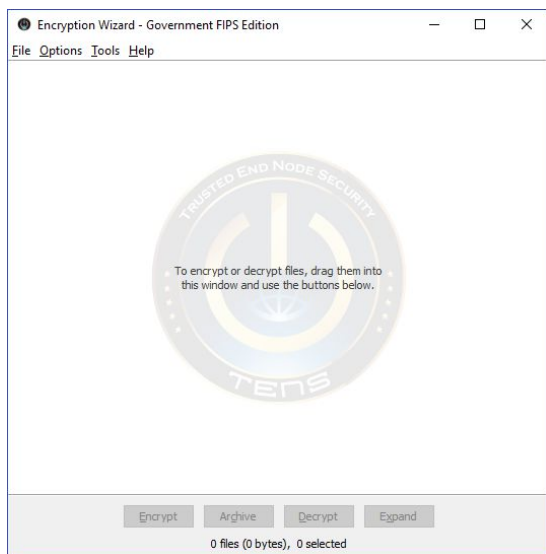 Encryption Wizard - Government FIPS Edition
File Options Tools Help
TRUSTED END NODE SECURITY
To encrypt or decrypt files, drag them into
this window and use the buttons below.
TENS
Encrypt Archive Decrypt Expand
0 files (0 bytes), 0 selected